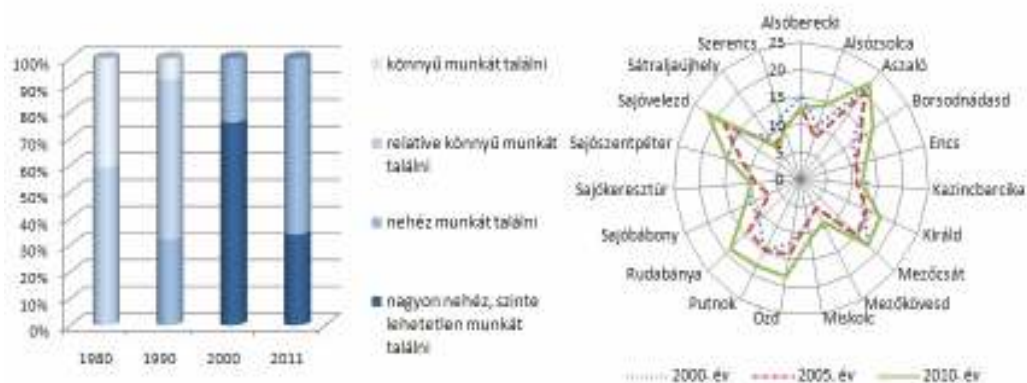 100%
90%
80%
70%
60%
50%
40%
30%
20%
10%
0%
1980
1990
2000
2011
könnyű munkát találni
relatíve könnyű munkát
találni
nehéz munkát találni
nagyon nehéz, szinte
lehetetlen munkát
találni
Alsóberecki
Alsózsolca
Aszaló
Borsodnádasd
Encs
Kazincbarcika
Királd
Mezőcsát
Mezőkövesd
Miskolc
Ózd
Putnok
Rudabánya
Sajóbábony
Sajókeresztúr
Sajószentpéter
Sajóvelezd
Sátraljaújhely
Szerencs
25
20
15
10
5
0
2000. év
2005. év
2010. év